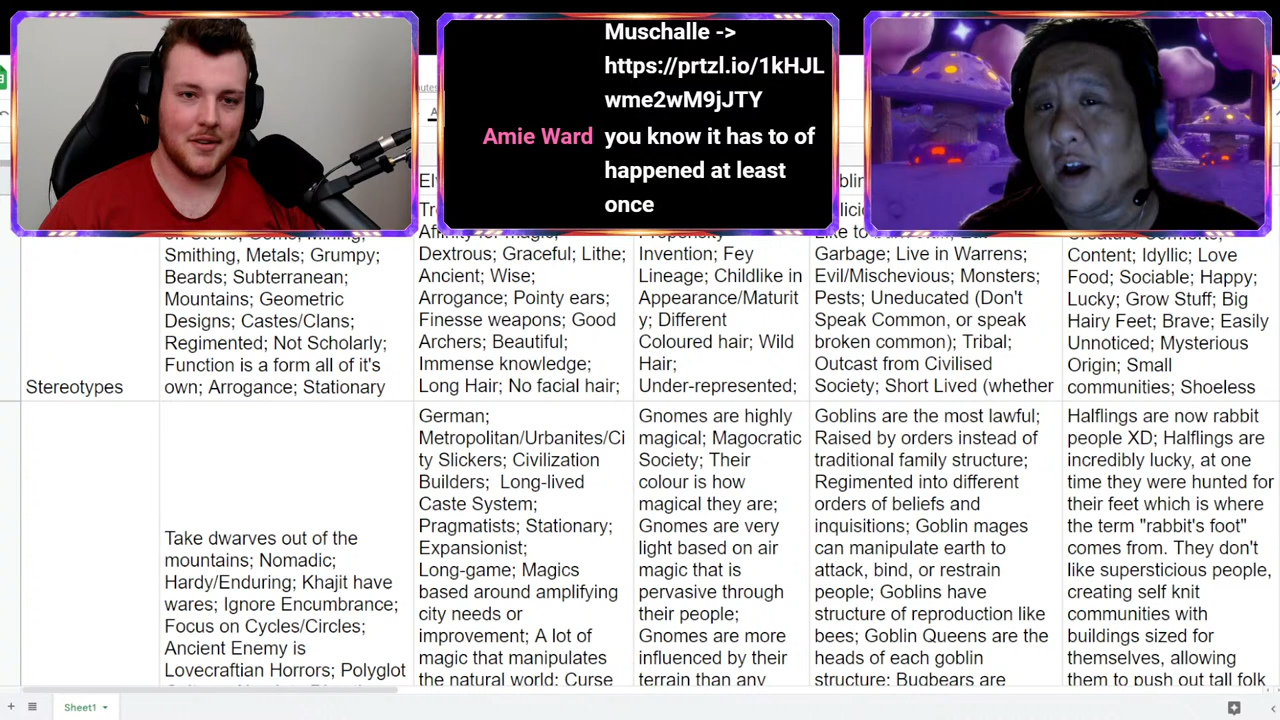 Muschalle ->
https://prtzl.io/1kHJL
wme2wM9jJTY
Amie Ward you know it has to of
happened at least
once
Stereotypes
Smithing, Metals; Grumpy;
Beards; Subterranean;
Mountains; Geometric
Designs; Castes/Clans;
Regimented; Not Scholarly;
Function is a form all of it's
own; Arrogance; Stationary
Dextrous; Graceful; Lithe;
Ancient; Wise;
Arrogance; Pointy ears;
Finesse weapons; Good
Archers; Beautiful;
Immense knowledge;
Long Hair; No facial hair;
Invention; Fey
Lineage; Childlike in
Appearance/Maturit
y; Different
Coloured hair; Wild
Hair;
Under-represented;
Garbage; Live in Warrens;
Evil/Mischevious; Monsters;
Pests; Uneducated (Don't
Speak Common, or speak
broken common); Tribal;
Outcast from Civilised
Society; Short Lived (whether
Content; Idyllic; Love
Food; Sociable; Happy;
Lucky; Grow Stuff; Big
Hairy Feet; Brave; Easily
Unnoticed; Mysterious
Origin; Small
communities; Shoeless
Take dwarves out of the
mountains; Nomadic;
Hardy/Enduring; Khajit have
wares; Ignore Encumbrance;
Focus on Cycles/Circles;
Ancient Enemy is
Lovecraftian Horrors; Polyglot
German;
Metropolitan/Urbanites/Ci
ty Slickers; Civilization
Builders; Long-lived
Caste System;
Pragmatists; Stationary;
Expansionist;
Long-game; Magics
based around amplifying
city needs or
improvement; A lot of
magic that manipulates
the natural world; Curse
Gnomes are highly
magical; Magocratic
Society; Their
colour is how
magical they are;
Gnomes are very
light based on air
magic that is
pervasive through
their people;
Gnomes are more
influenced by their
terrain than any
Goblins are the most lawful;
Raised by orders instead of
traditional family structure;
Regimented into different
orders of beliefs and
inquisitions; Goblin mages
can manipulate earth to
attack, bind, or restrain
people; Goblins have
structure of reproduction like
bees; Goblin Queens are the
heads of each goblin
structure; Bugbears are
Halflings are now rabbit
people XD; Halflings are
incredibly lucky, at one
time they were hunted for
their feet which is where
the term "rabbit's foot"
comes from. They don't
like supersticious people,
creating self knit
communities with
buildings sized for
themselves, allowing
them to push out tall folk
Sheet1